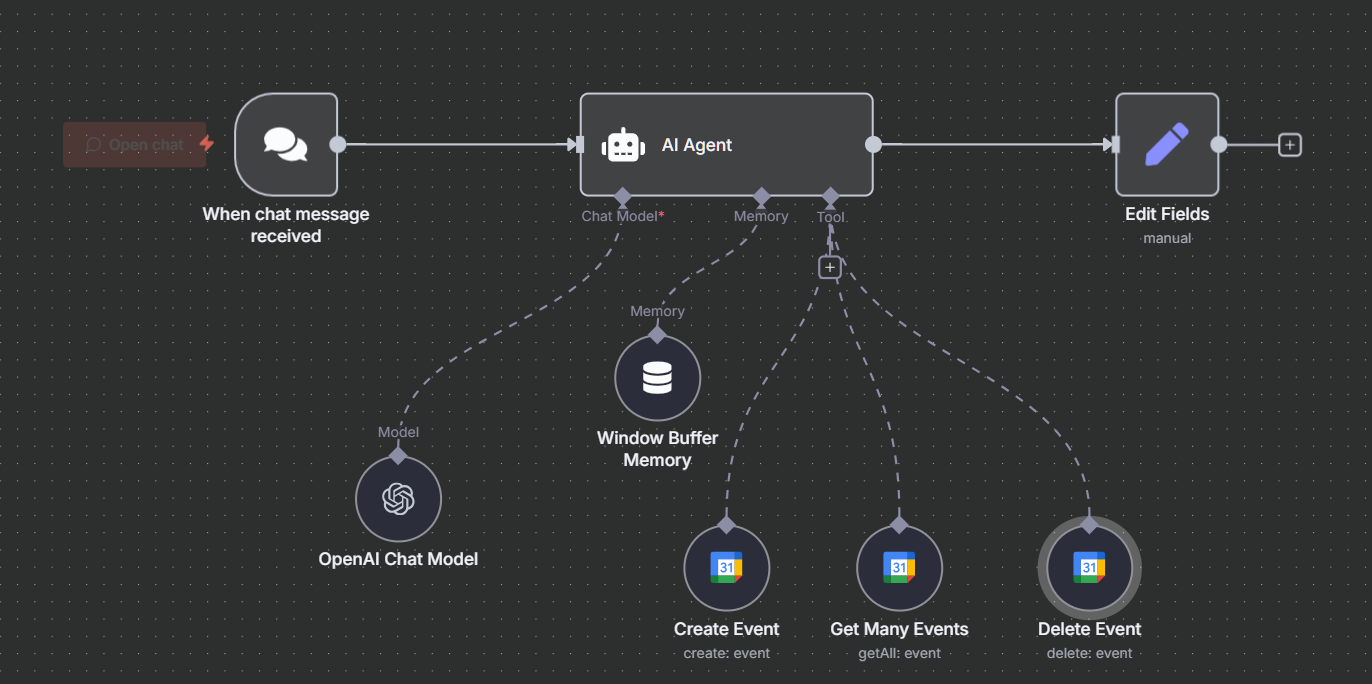 Open chat
AI Agent
When chat message
received
Chat Model*
Memory
Tool
Edit Fields
manual
Memory
Window Buffer
Memory
Model
OpenAI Chat Model
31
31
31
Create Event
Get Many Events
Delete Event
create: event
getAll: event
delete: event